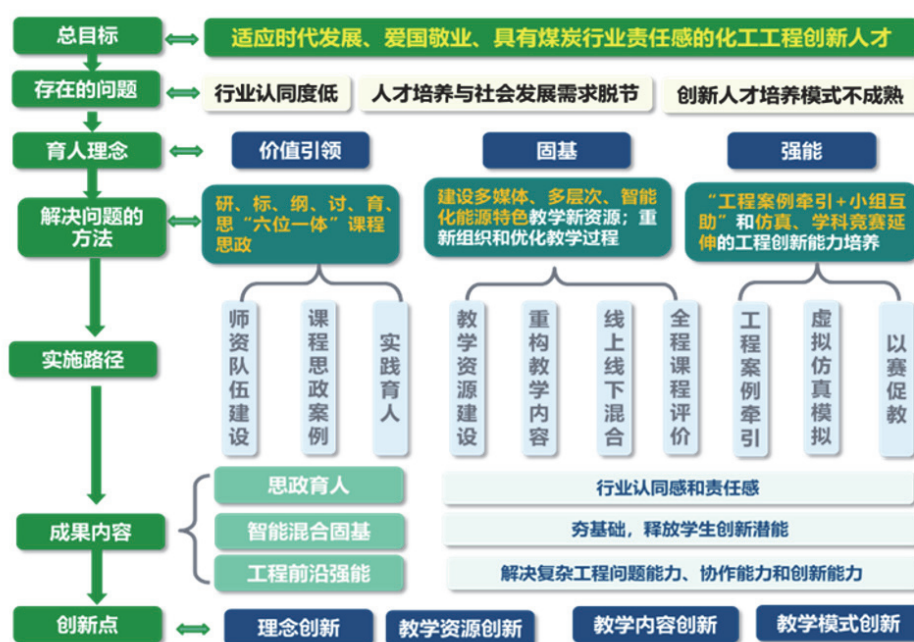 总目标
适应时代发展、爱国敬业、具有煤炭行业责任感的化工工程创新人才
存在的问题
行业认同度低
人才培养与社会发展需求脱节
创新人才培养模式不成熟
育人理念
价值引领
固基
强能
解决问题的
方法
研、标、纲、讨、育、
思“六位一体”课程
思政
建设多媒体、多层次、智能
化能源特色教学新资源；重
新组织和优化教学过程
“工程案例牵引+小组互
助”和仿真、学科竞赛延
伸的工程创新能力培养
实施路径
师资队伍建设
课程思政案例
实践育人
教学资源建设
重构教学内容
线上线下混合
全程课程评价
工程案例牵引
虚拟仿真模拟
以赛促教
成果内容
思政育人
行业认同感和责任感
智能混合固基
夯基础，释放学生创新潜能
工程前沿强能
解决复杂工程问题能力、协作能力和创新能力
创新点
理念创新
教学资源创新
教学内容创新
教学模式创新